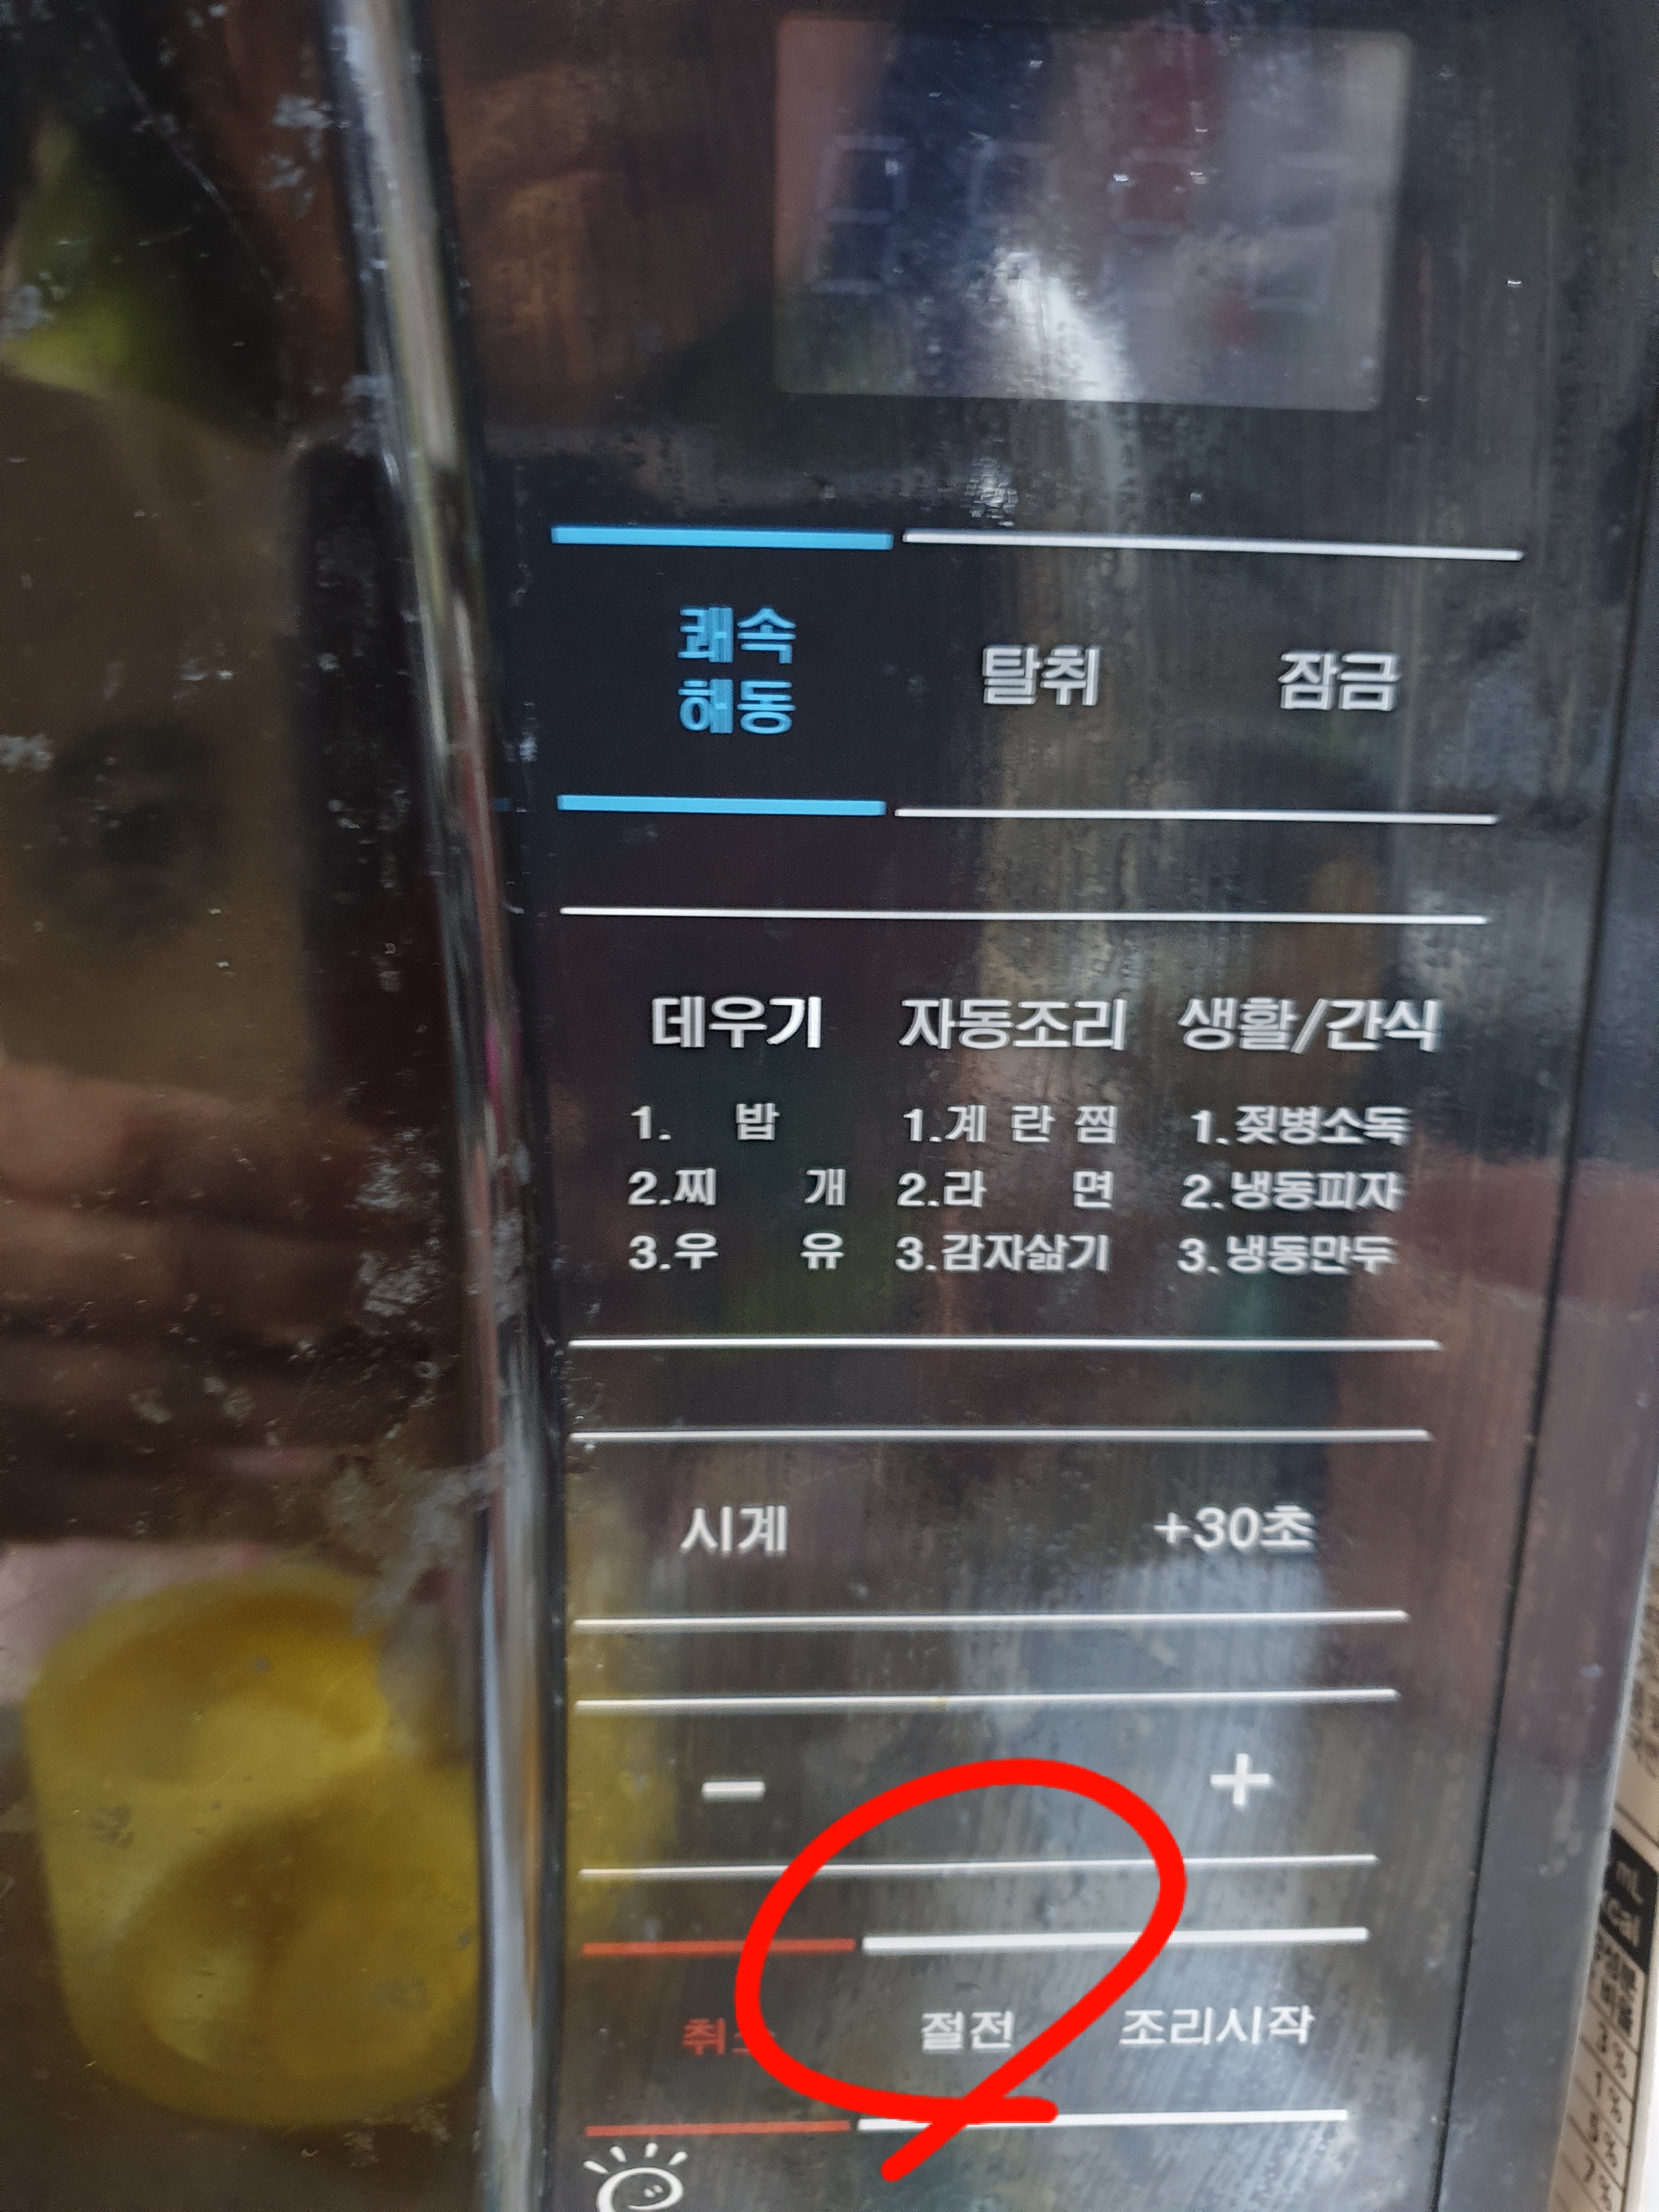 쾌속
해동
탈취 잠금
데우기 자동조리 생활/간식
1. 밥 1.계란찜 1.젖병소독
2.찌개 2.라면 2.냉동피자
3.우유 3.감자삶기 3.냉동만두
시계 +30초
- +
절전 조리시작
mL